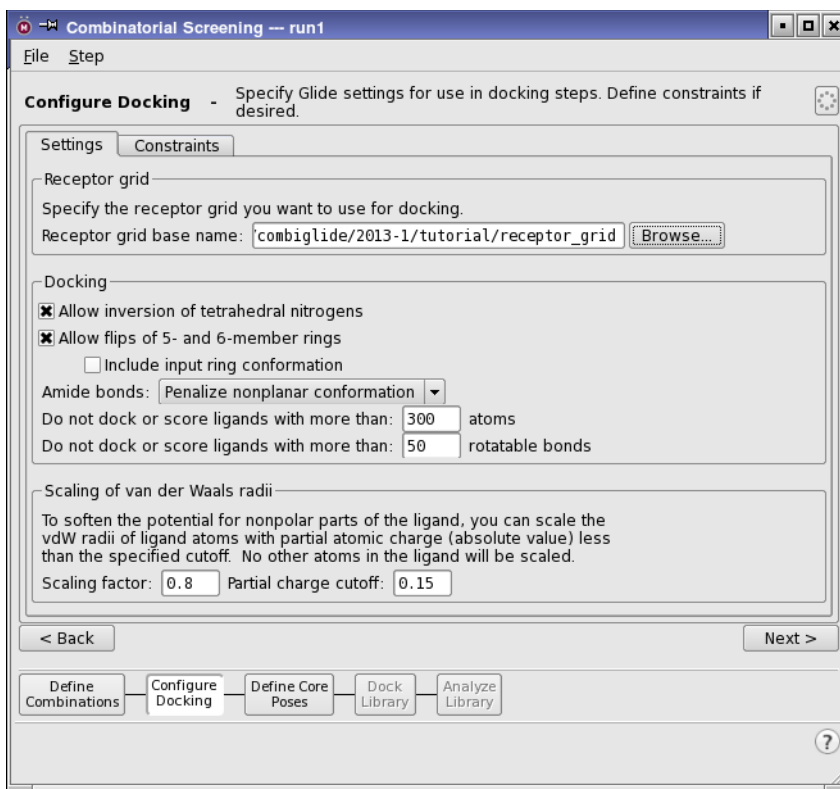 Combinatorial Screening --- run1
File Step
Configure Docking - Specify Glide settings for use in docking steps. Define constraints if
desired.
Settings Constraints
Receptor grid
Specify the receptor grid you want to use for docking.
Receptor grid base name: combiglide/2013-1/tutorial/receptor_grid Browse...
Docking
Allow inversion of tetrahedral nitrogens
Allow flips of 5- and 6-member rings
Include input ring conformation
Amide bonds: Penalize nonplanar conformation
Do not dock or score ligands with more than: 300 atoms
Do not dock or score ligands with more than: 50 rotatable bonds
Scaling of van der Waals radii
To soften the potential for nonpolar parts of the ligand, you can scale the
vdW radii of ligand atoms with partial atomic charge (absolute value) less
than the specified cutoff. No other atoms in the ligand will be scaled.
Scaling factor: 0.8 Partial charge cutoff: 0.15
< Back Next >
Define
Combinations
Configure
Docking
Define Core
Poses
Dock
Library
Analyze
Library
?